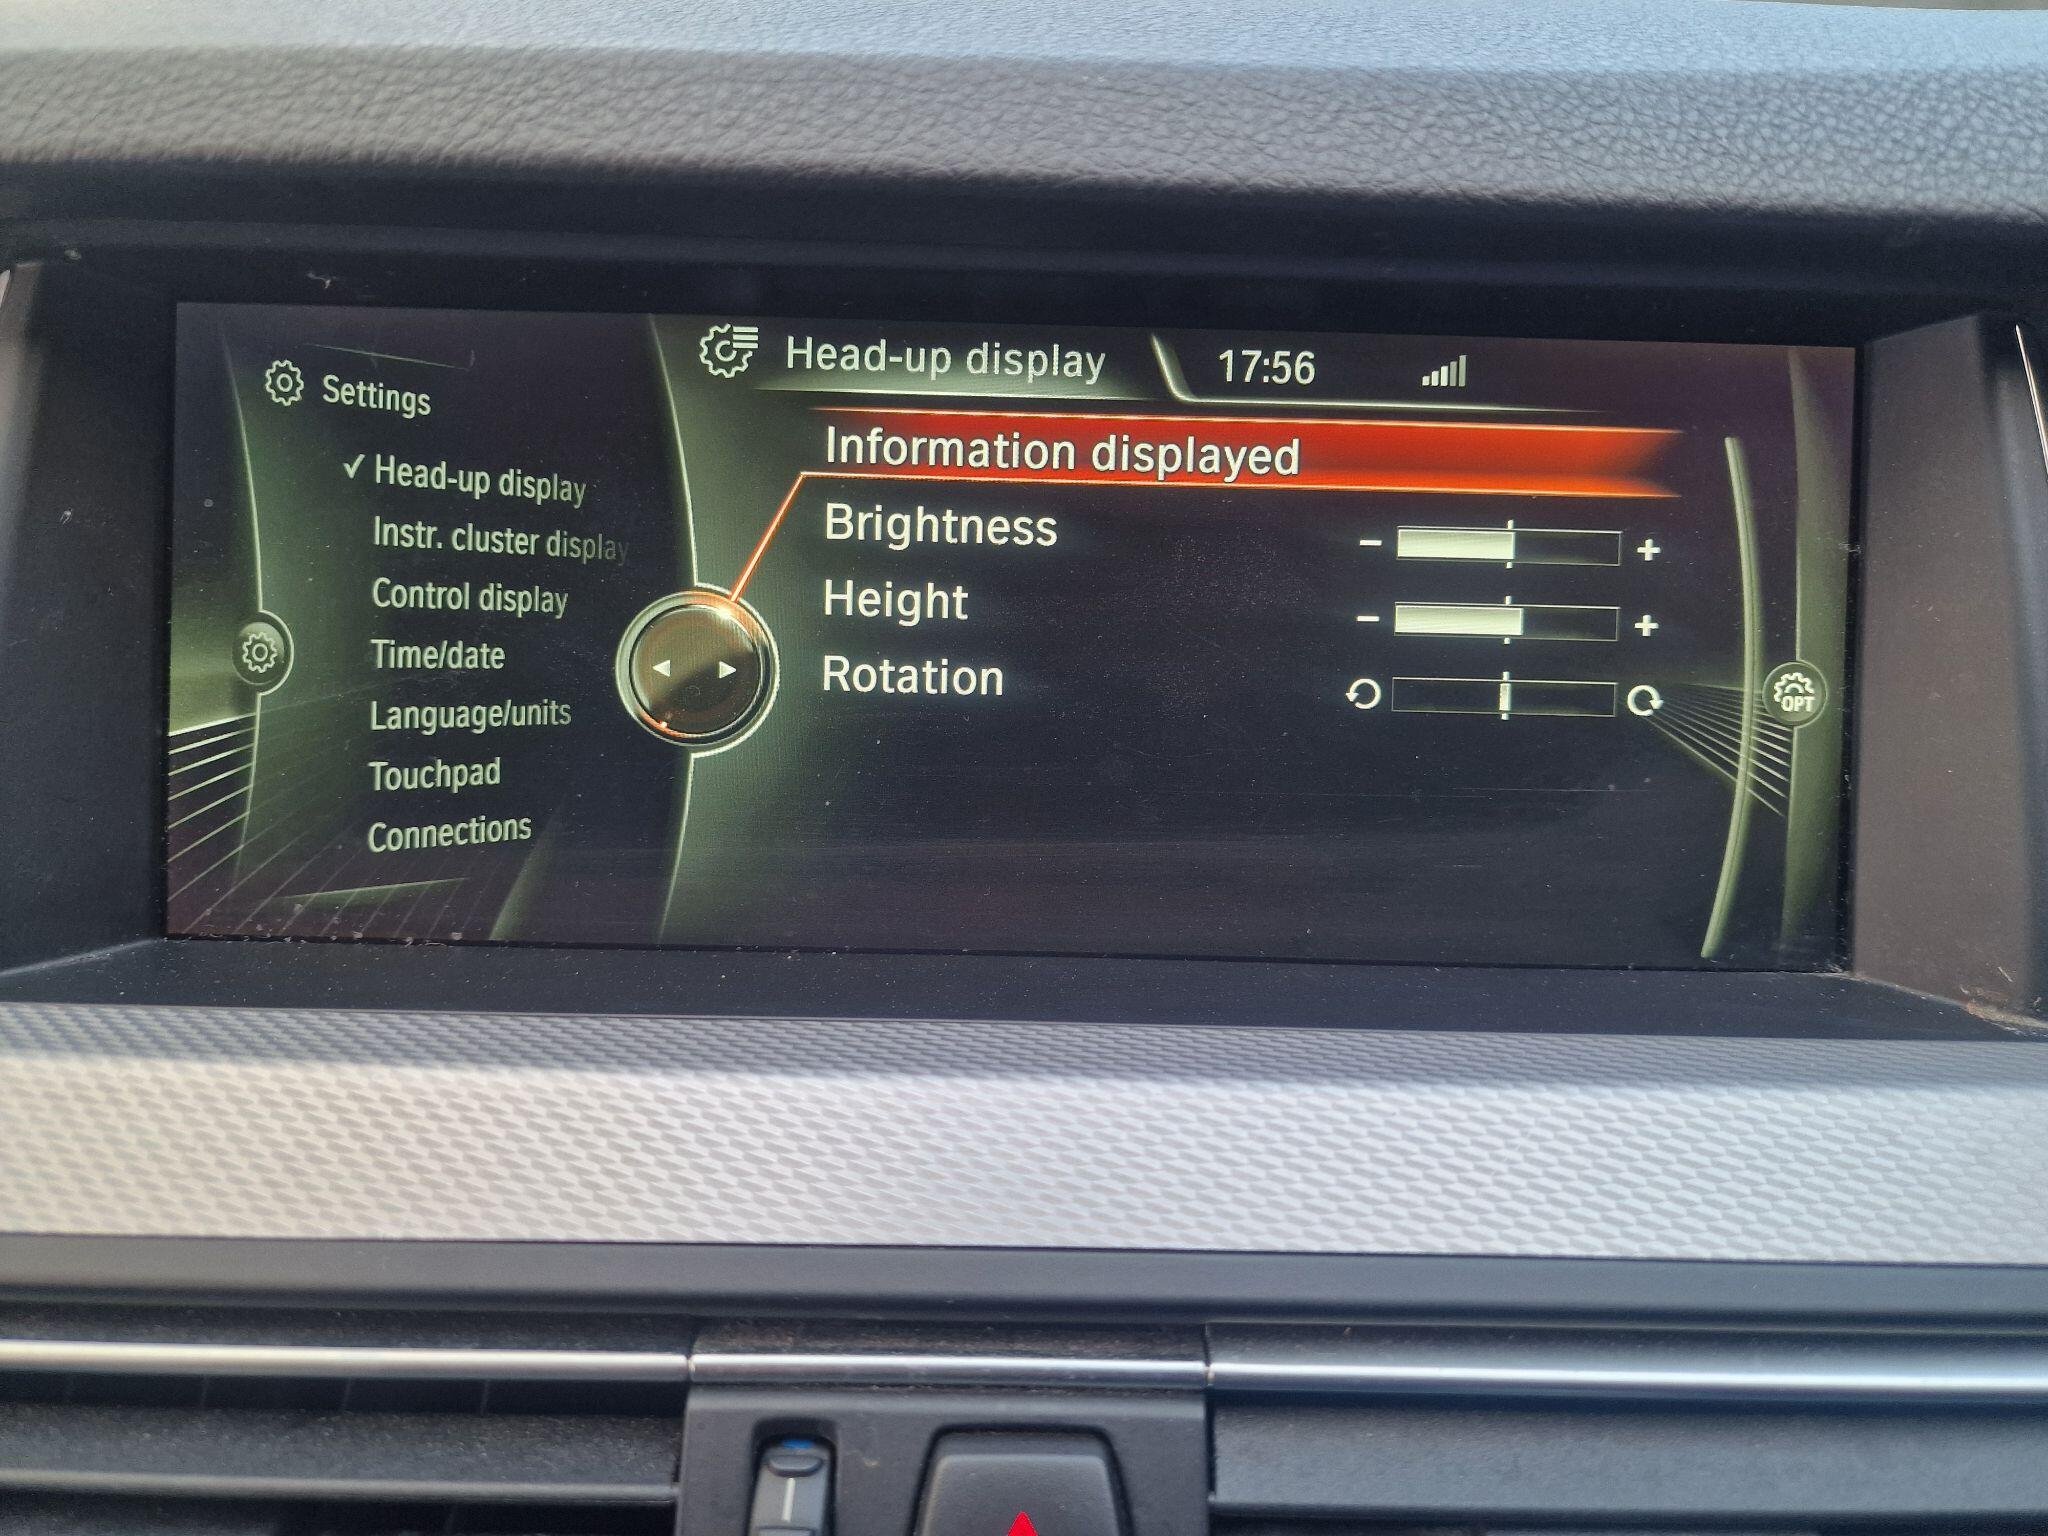 Settings
✓ Head-up display
Instr. cluster display
Control display
Time/date
Language/units
Touchpad
Connections
Head-up display
17:56
Information displayed
Brightness
- +
Height
- +
Rotation
OPT